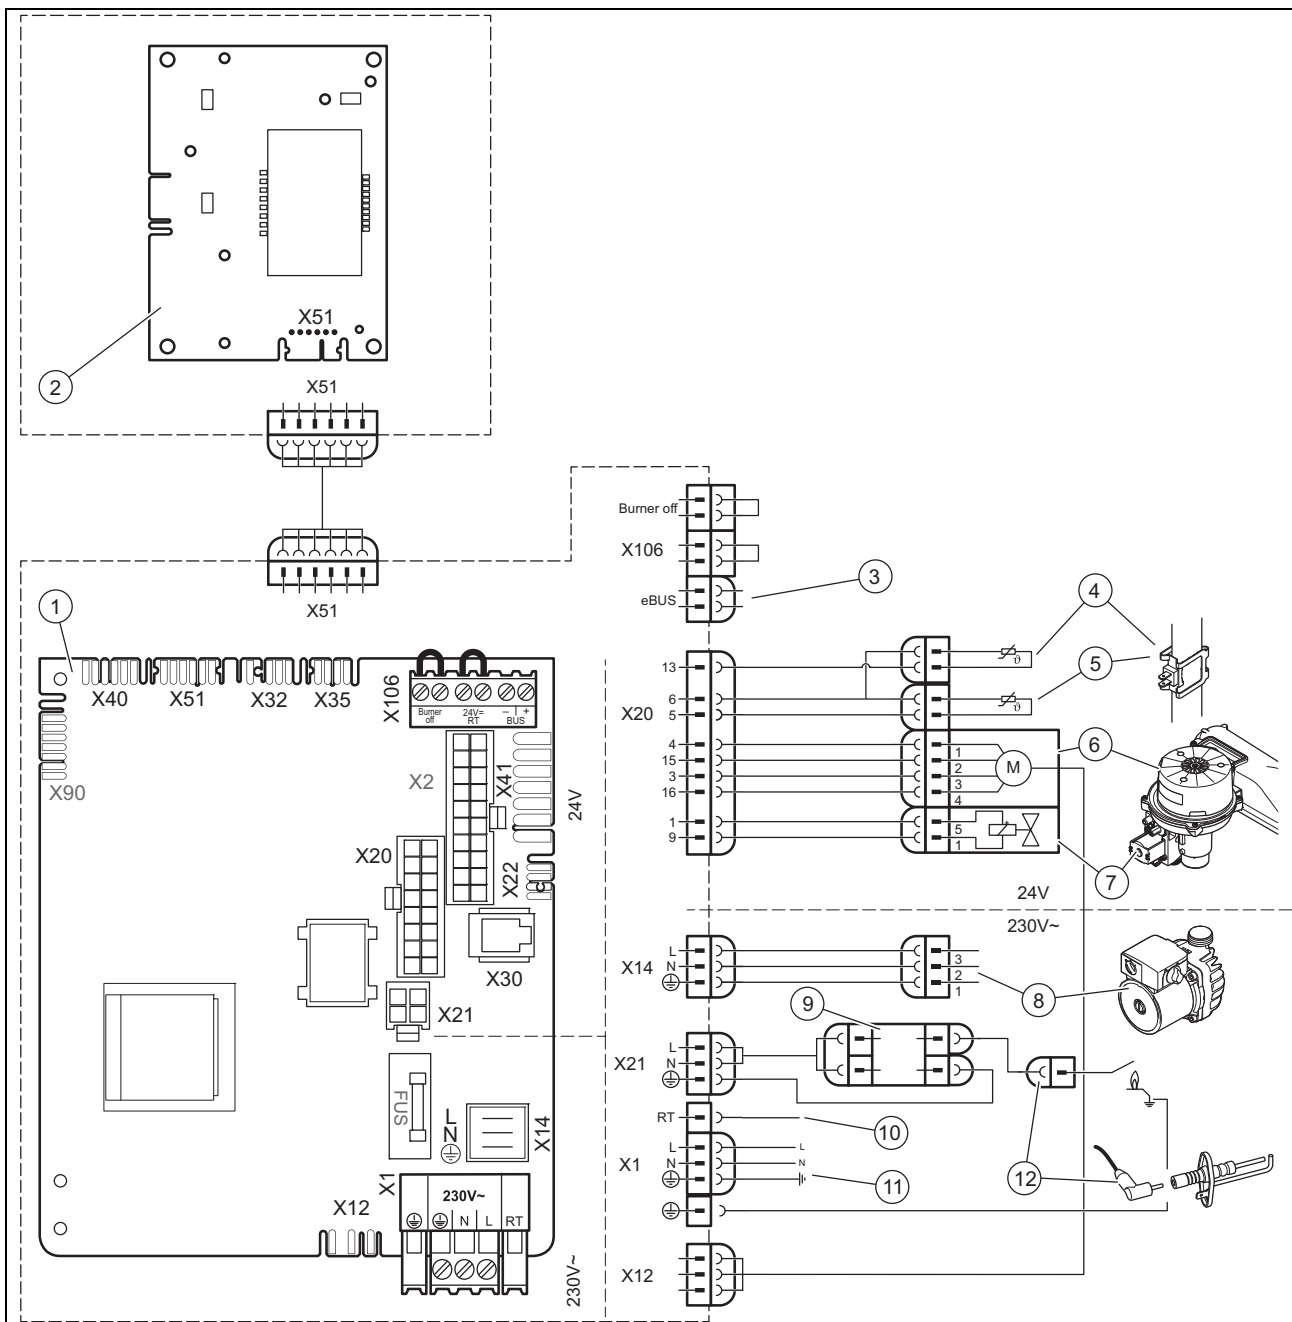 X51
2
X51
X51
1
X40
X51
X32
X35
X106
Burner off
24V= RT
– | + BUS
X90
X2
X41
24V
X20
X22
X30
X21
FUS
L
N
X14
X1
230V~
N
L
RT
X12
230V~
Burner off
X106
eBUS
3
4
13
ϑ
5
6
5
X20
ϑ
4
1
6
15
2
M
3
3
16
4
1
5
9
1
7
24V
230V~
L
3
X14
N
2
1
8
9
L
X21
N
RT
10
L
L
X1
N
N
11
12
X12